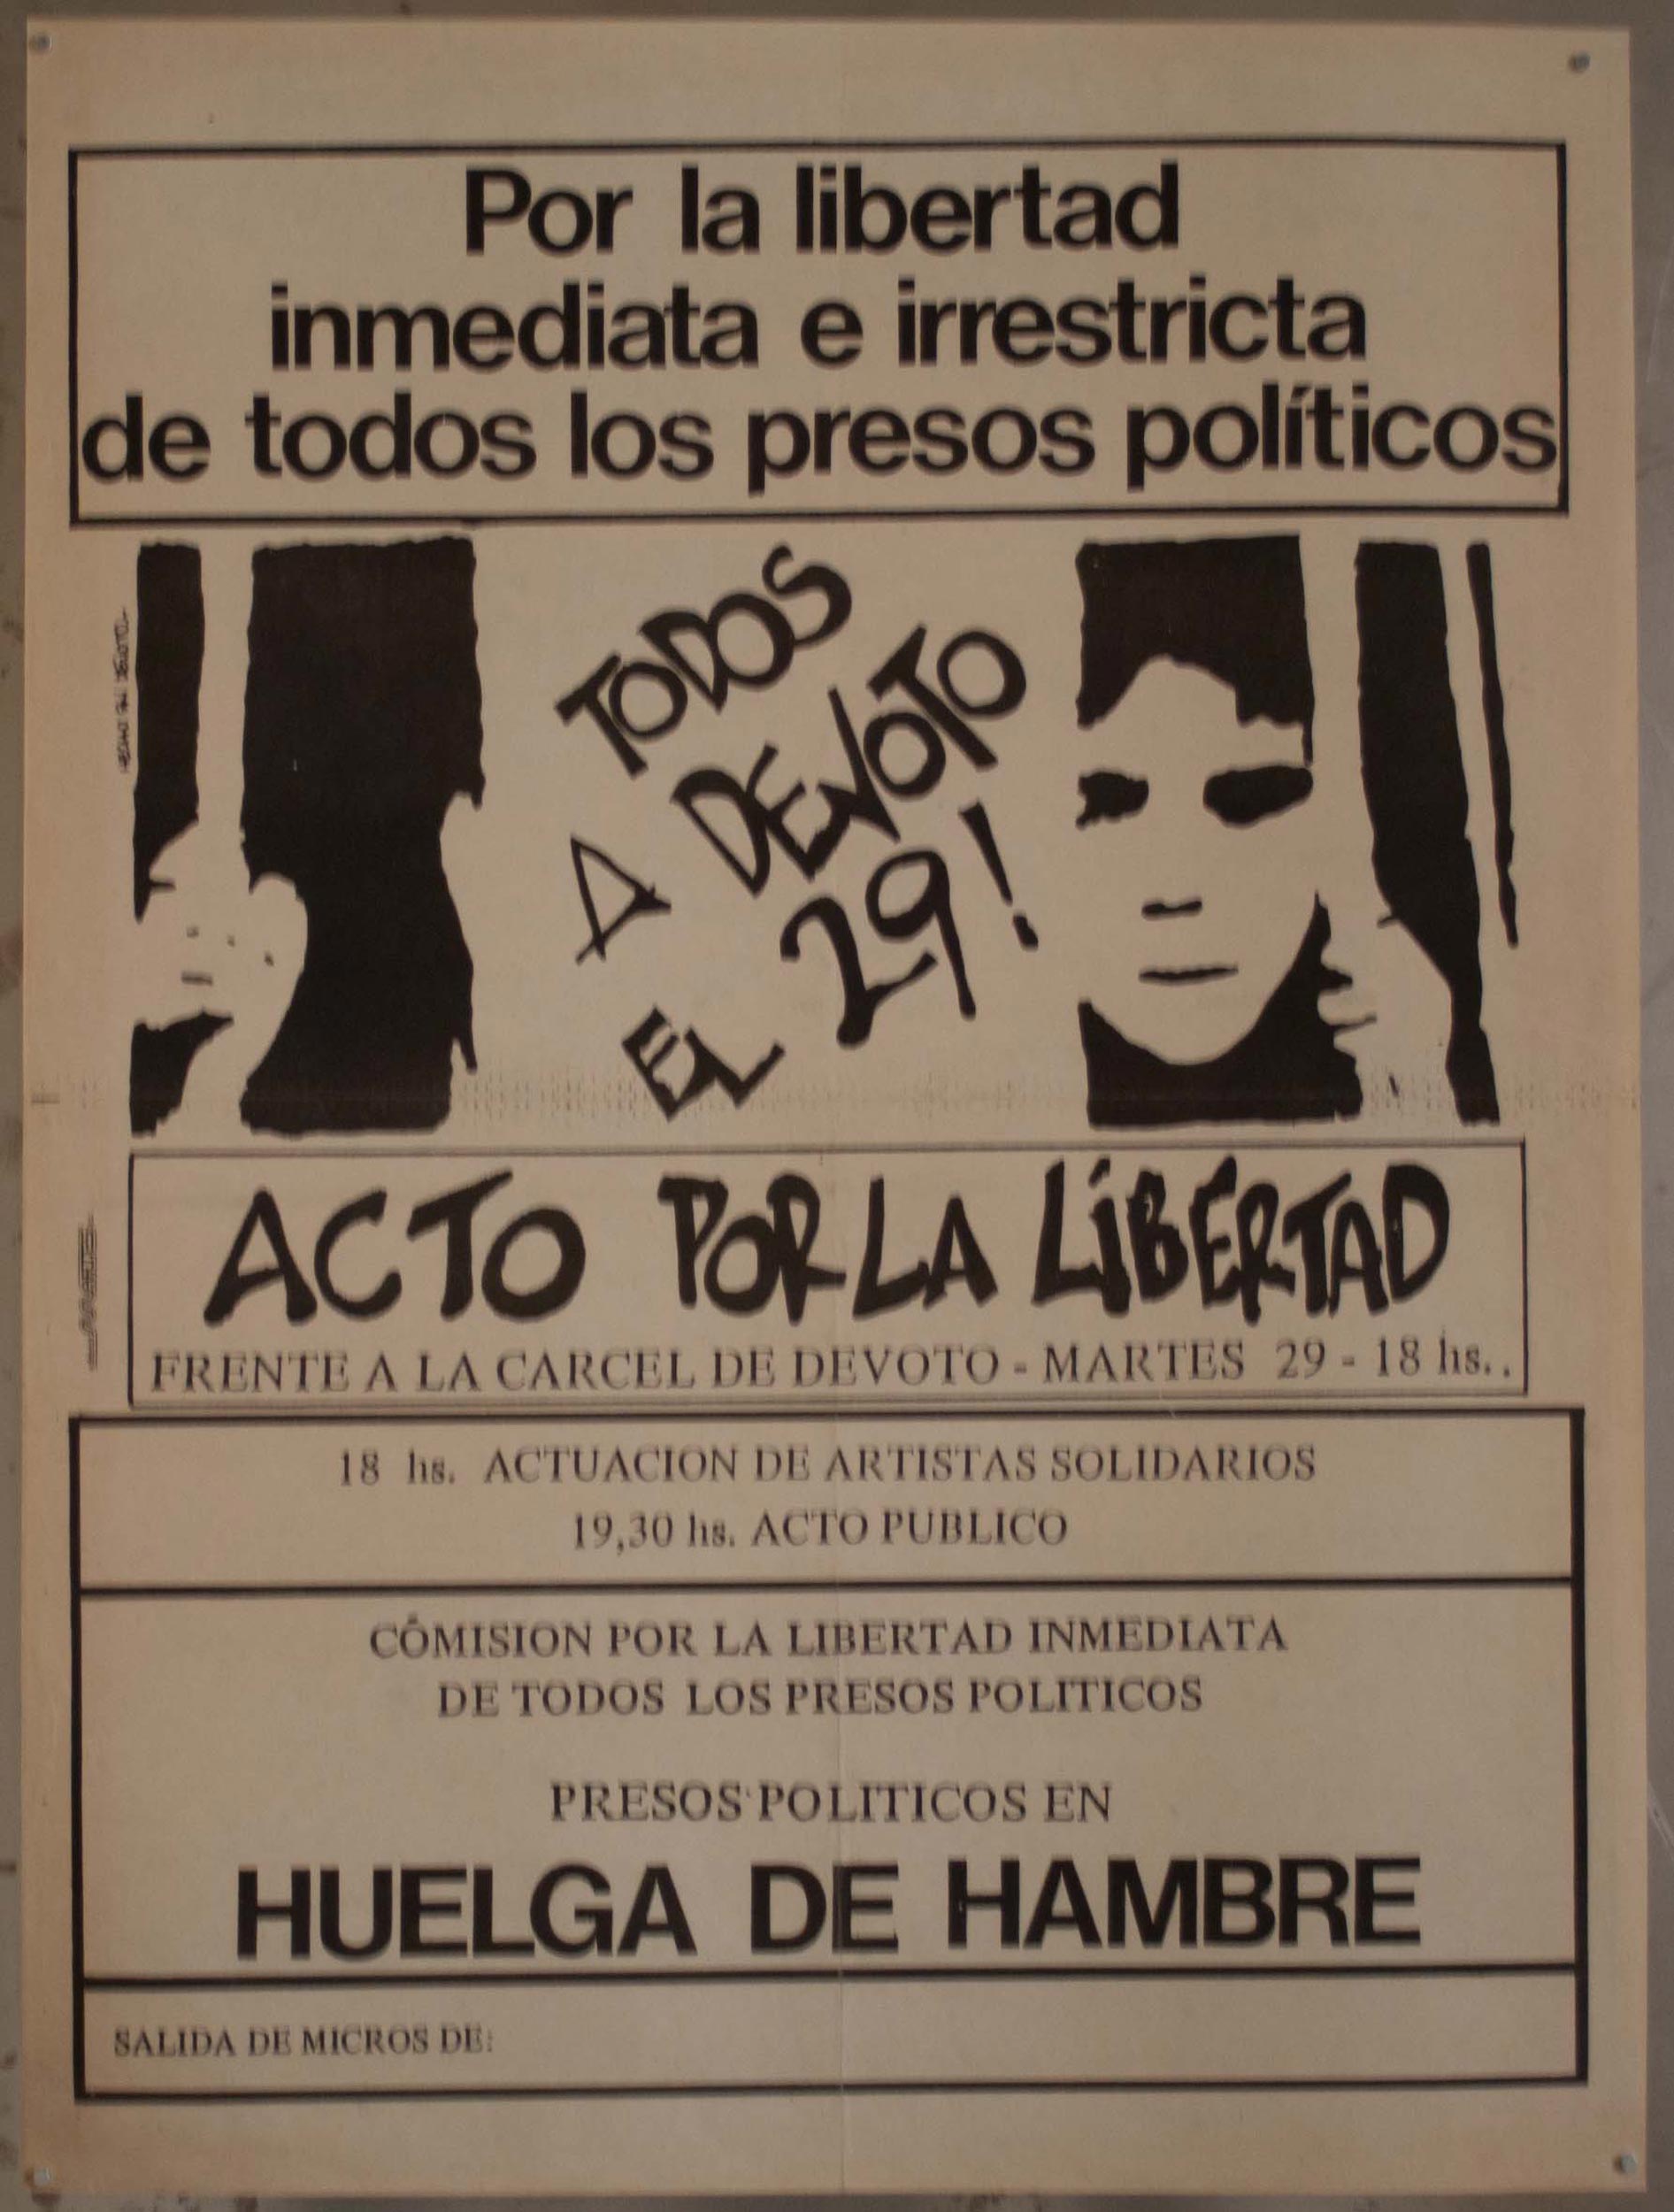 Por la libertad
inmediata e irrestricta
de todos los presos políticos
TODOS
A DEVOTO
EL 29!
ACTO POR LA LiBERTAD
FRENTE A LA CARCEL DE DEVOTO - MARTES 29 - 18 hs..
18 hs. ACTUACION DE ARTISTAS SOLIDARIOS
19,30 hs. ACTO PUBLICO
CÓMISION POR LA LIBERTAD INMEDIATA
DE TODOS LOS PRESOS POLITICOS
PRESOS POLITICOS EN
HUELGA DE HAMBRE
SALIDA DE MICROS DE: